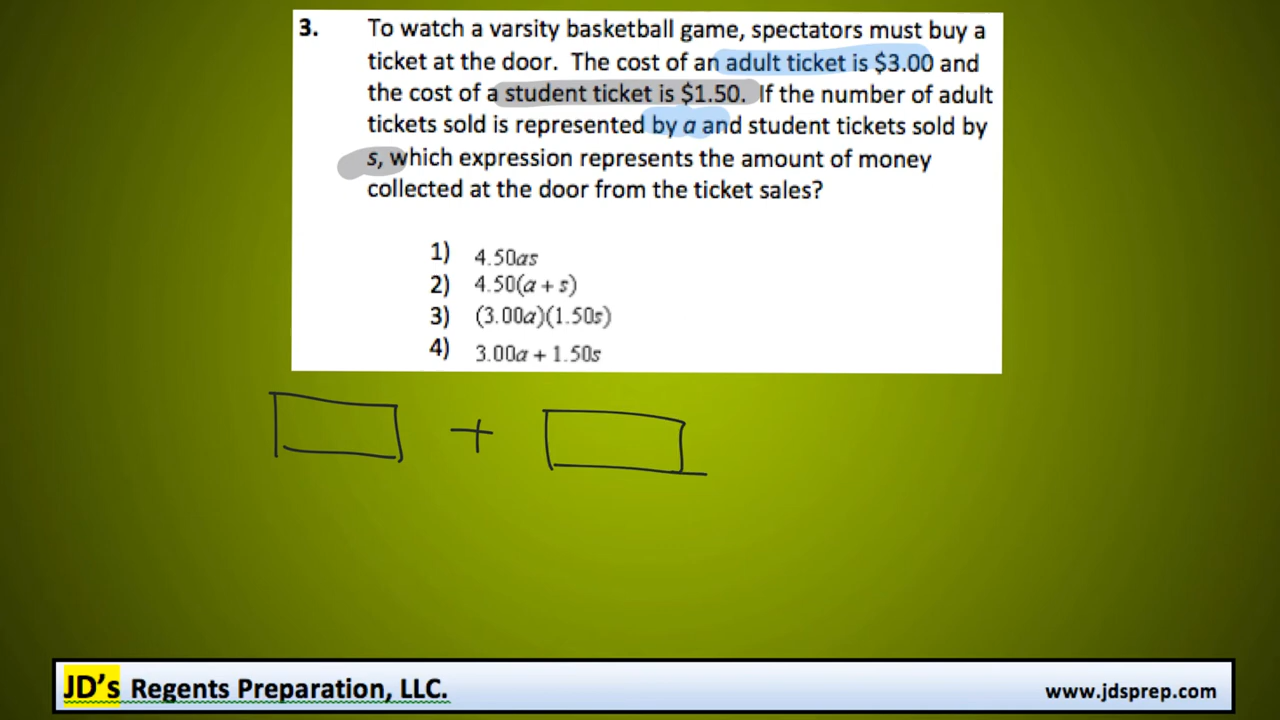 3. To watch a varsity basketball game, spectators must buy a
ticket at the door. The cost of an adult ticket is $3.00 and
the cost of a student ticket is $1.50. If the number of adult
tickets sold is represented by a and student tickets sold by
s, which expression represents the amount of money
collected at the door from the ticket sales?
1) 4.50as
2) 4.50(a + s)
3) (3.00a)(1.50s)
4) 3.00a + 1.50s
+
JD's Regents Preparation, LLC. www.jdsprep.com